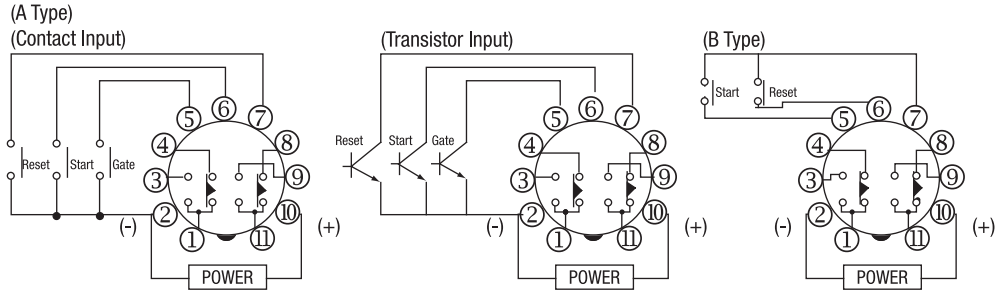 (A Type)
(Contact Input)
(Transistor Input)
(B Type)
Reset
Start
Gate
5
6
7
4
8
3
9
2
10
1
11
(-)
(+)
POWER
Reset
Start
Gate
5
6
7
4
8
3
9
2
10
1
11
(-)
(+)
POWER
Start
Reset
5
6
7
4
8
3
9
2
10
1
11
(-)
(+)
POWER